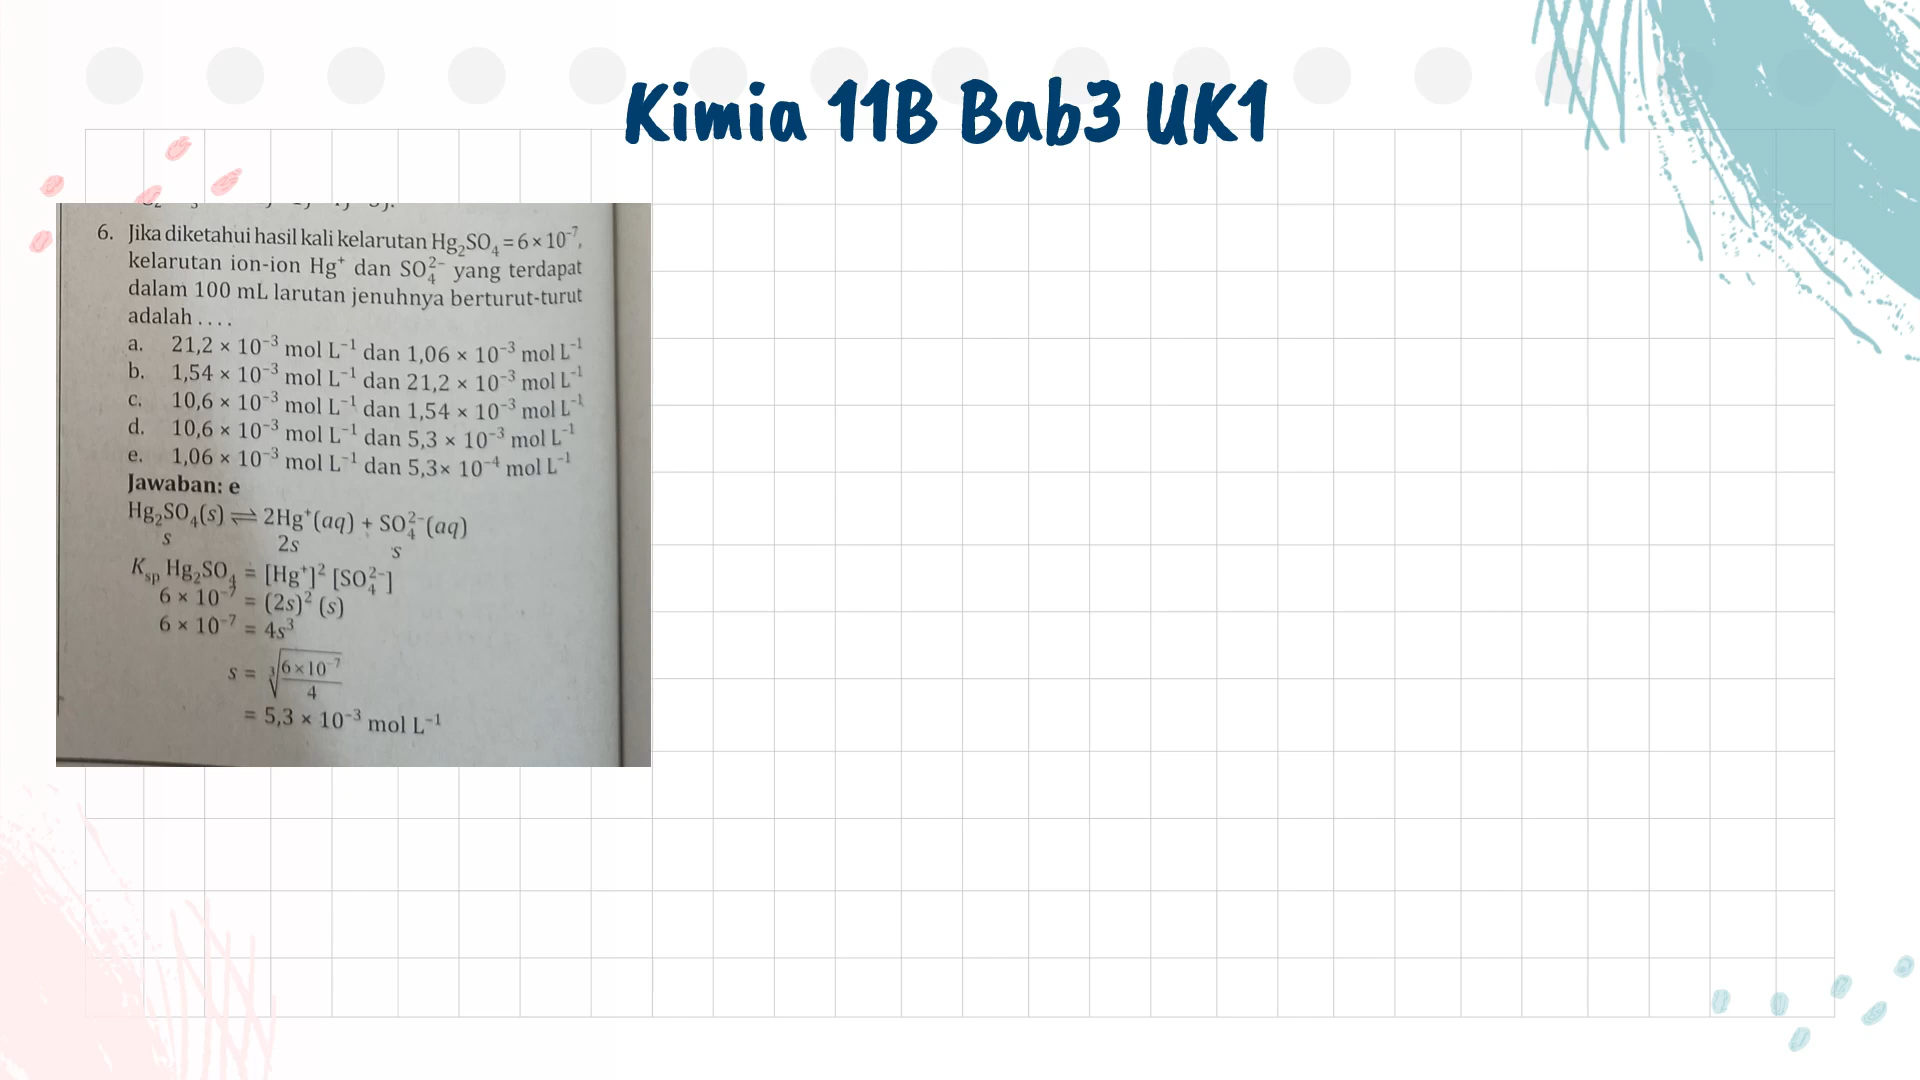 Kimia 11B Bab3 UK1
6. Jika diketahui hasil kali kelarutan Hg₂SO₄ = 6 × 10⁻⁷,
kelarutan ion-ion Hg⁺ dan SO₄²⁻ yang terdapat
dalam 100 mL larutan jenuhnya berturut-turut
adalah . . . .
a. 21,2 × 10⁻³ mol L⁻¹ dan 1,06 × 10⁻³ mol L⁻¹
b. 1,54 × 10⁻³ mol L⁻¹ dan 21,2 × 10⁻³ mol L⁻¹
c. 10,6 × 10⁻³ mol L⁻¹ dan 1,54 × 10⁻³ mol L⁻¹
d. 10,6 × 10⁻³ mol L⁻¹ dan 5,3 × 10⁻³ mol L⁻¹
e. 1,06 × 10⁻³ mol L⁻¹ dan 5,3× 10⁻⁴ mol L⁻¹
Jawaban: e
Hg₂SO₄(s) ⇌ 2Hg⁺(aq) + SO₄²⁻(aq)
s 2s s
Kₛₚ Hg₂SO₄ = [Hg⁺]² [SO₄²⁻]
6 × 10⁻⁷ = (2s)² (s)
6 × 10⁻⁷ = 4s³
s = ∛(6×10⁻⁷/4)
= 5,3 × 10⁻³ mol L⁻¹